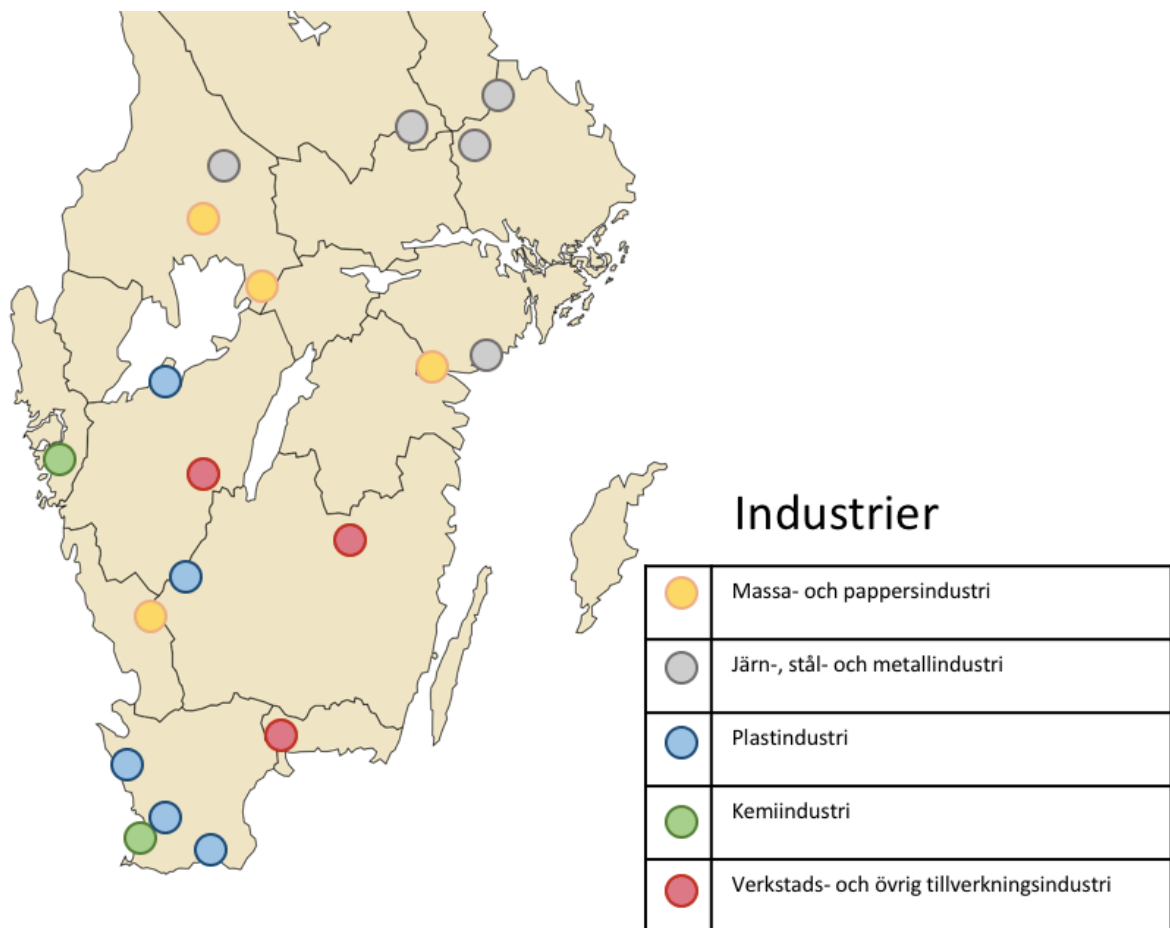 Industrier
Massa- och pappersindustri
Järn-, stål- och metallindustri
Plastindustri
Kemiindustri
Verkstads- och övrig tillverkningsindustri